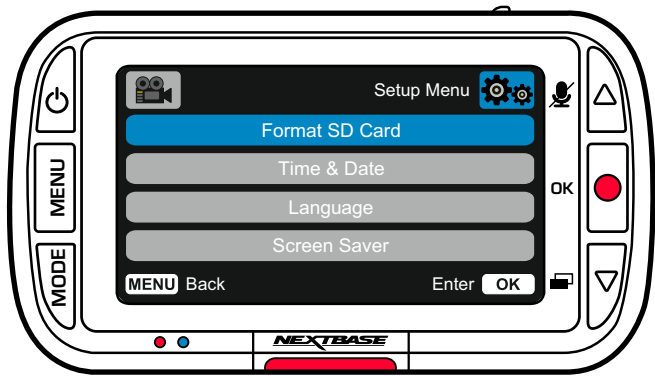 Setup Menu
Format SD Card
Time & Date
MENU
OK
Language
Screen Saver
MODE
MENU Back
Enter OK
NEXTBASE